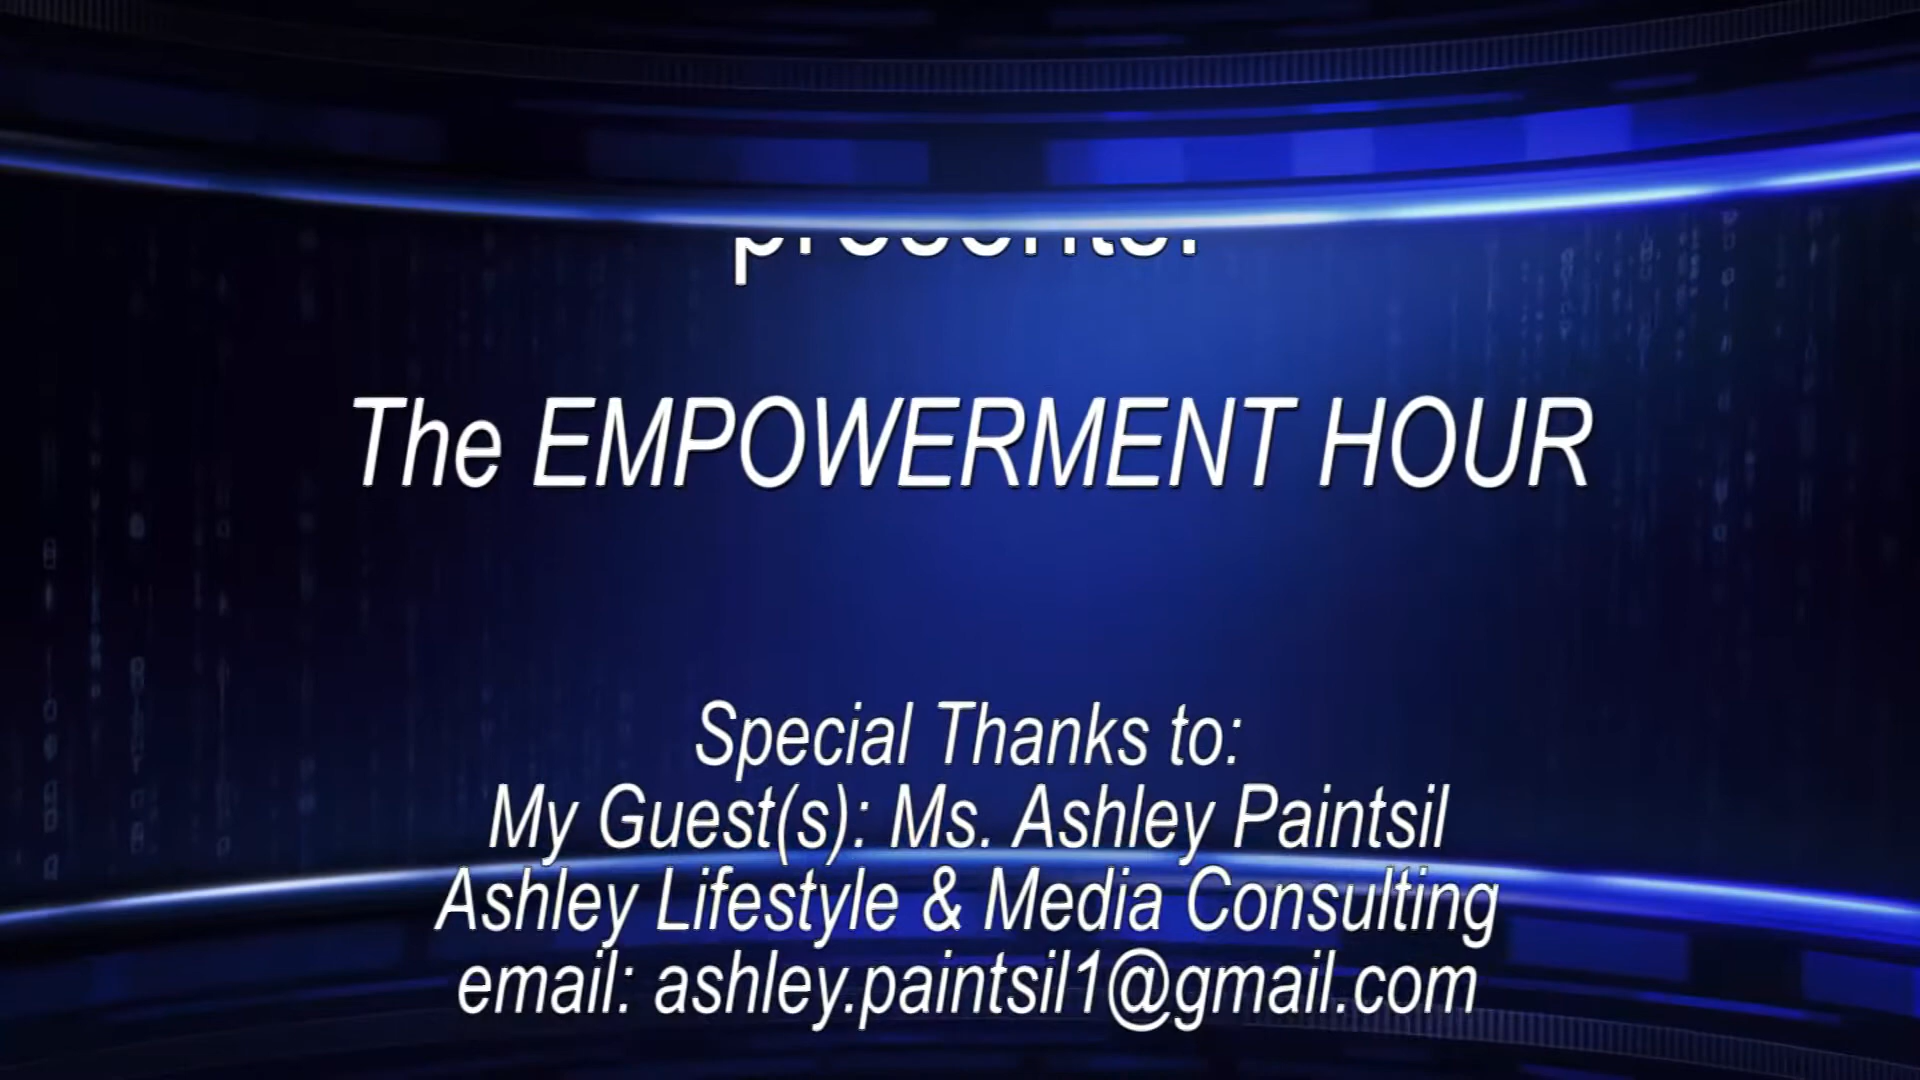 presents:
The EMPOWERMENT HOUR
Special Thanks to:
My Guest(s): Ms. Ashley Paintsil
Ashley Lifestyle & Media Consulting
email: ashley.paintsil1@gmail.com